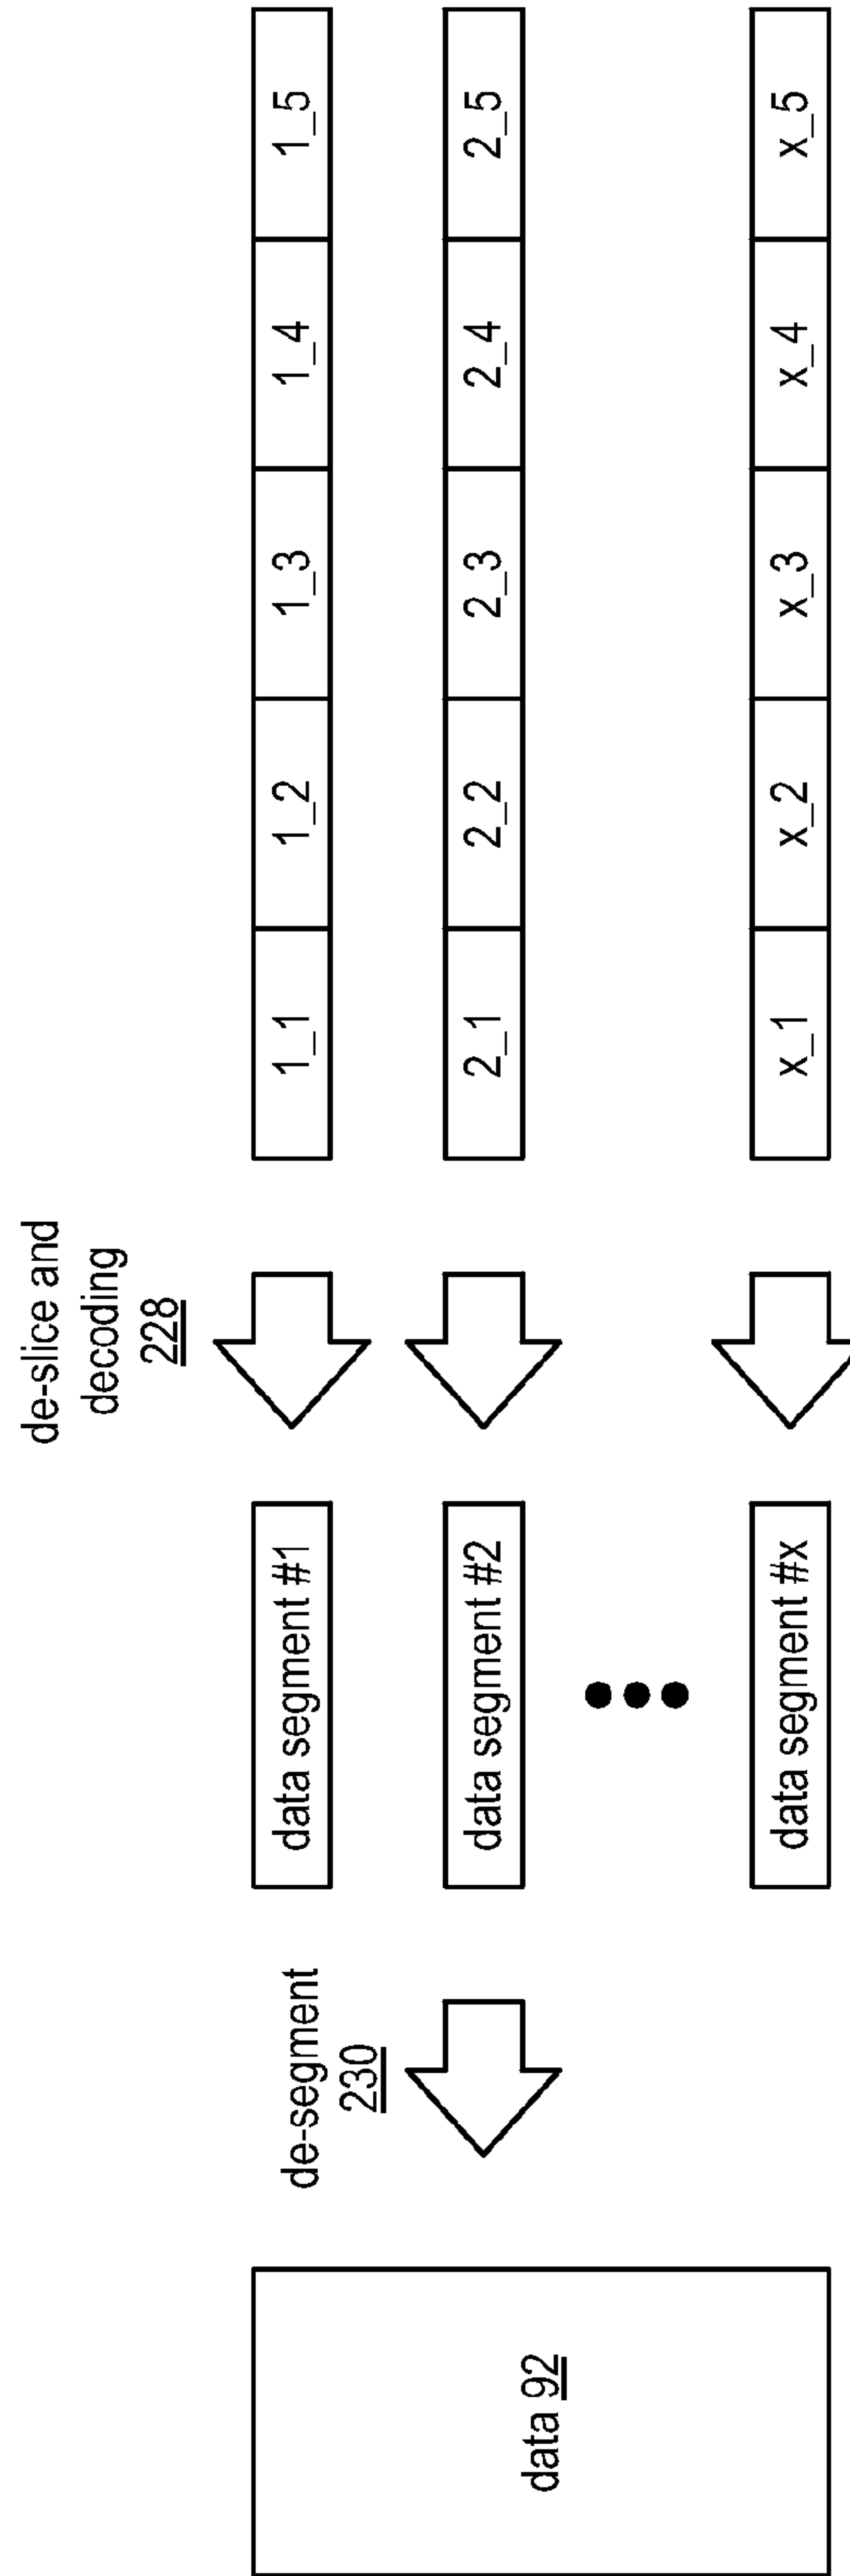 de-slice and
decoding
228
de-segment
230
data 92
data segment #1
1_1 1_2 1_3 1_4 1_5
data segment #2
2_1 2_2 2_3 2_4 2_5
data segment #x
x_1 x_2 x_3 x_4 x_5